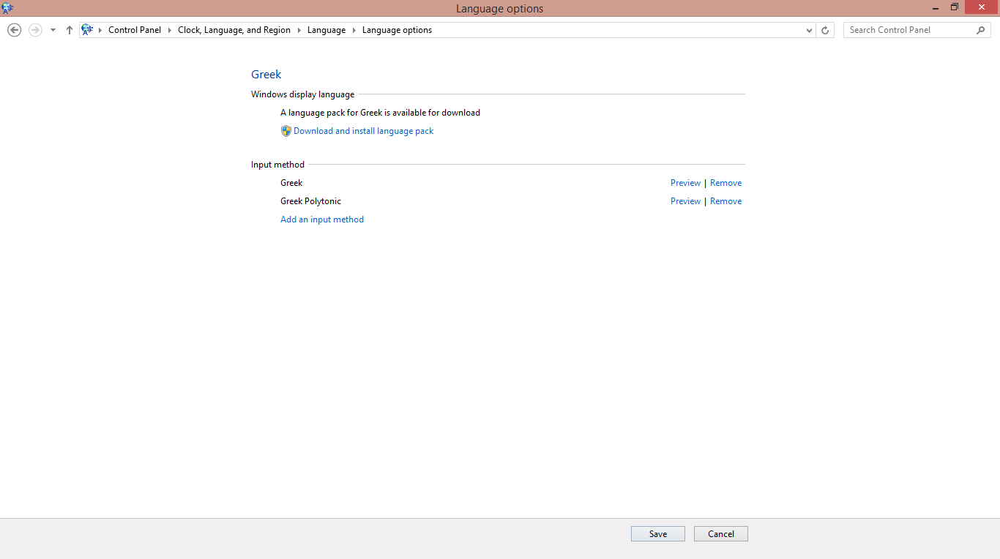 Language options
Control Panel Clock, Language, and Region Language Language options
Search Control Panel
Greek
Windows display language
A language pack for Greek is available for download
Download and install language pack
Input method
Greek Preview | Remove
Greek Polytonic Preview | Remove
Add an input method
Save Cancel